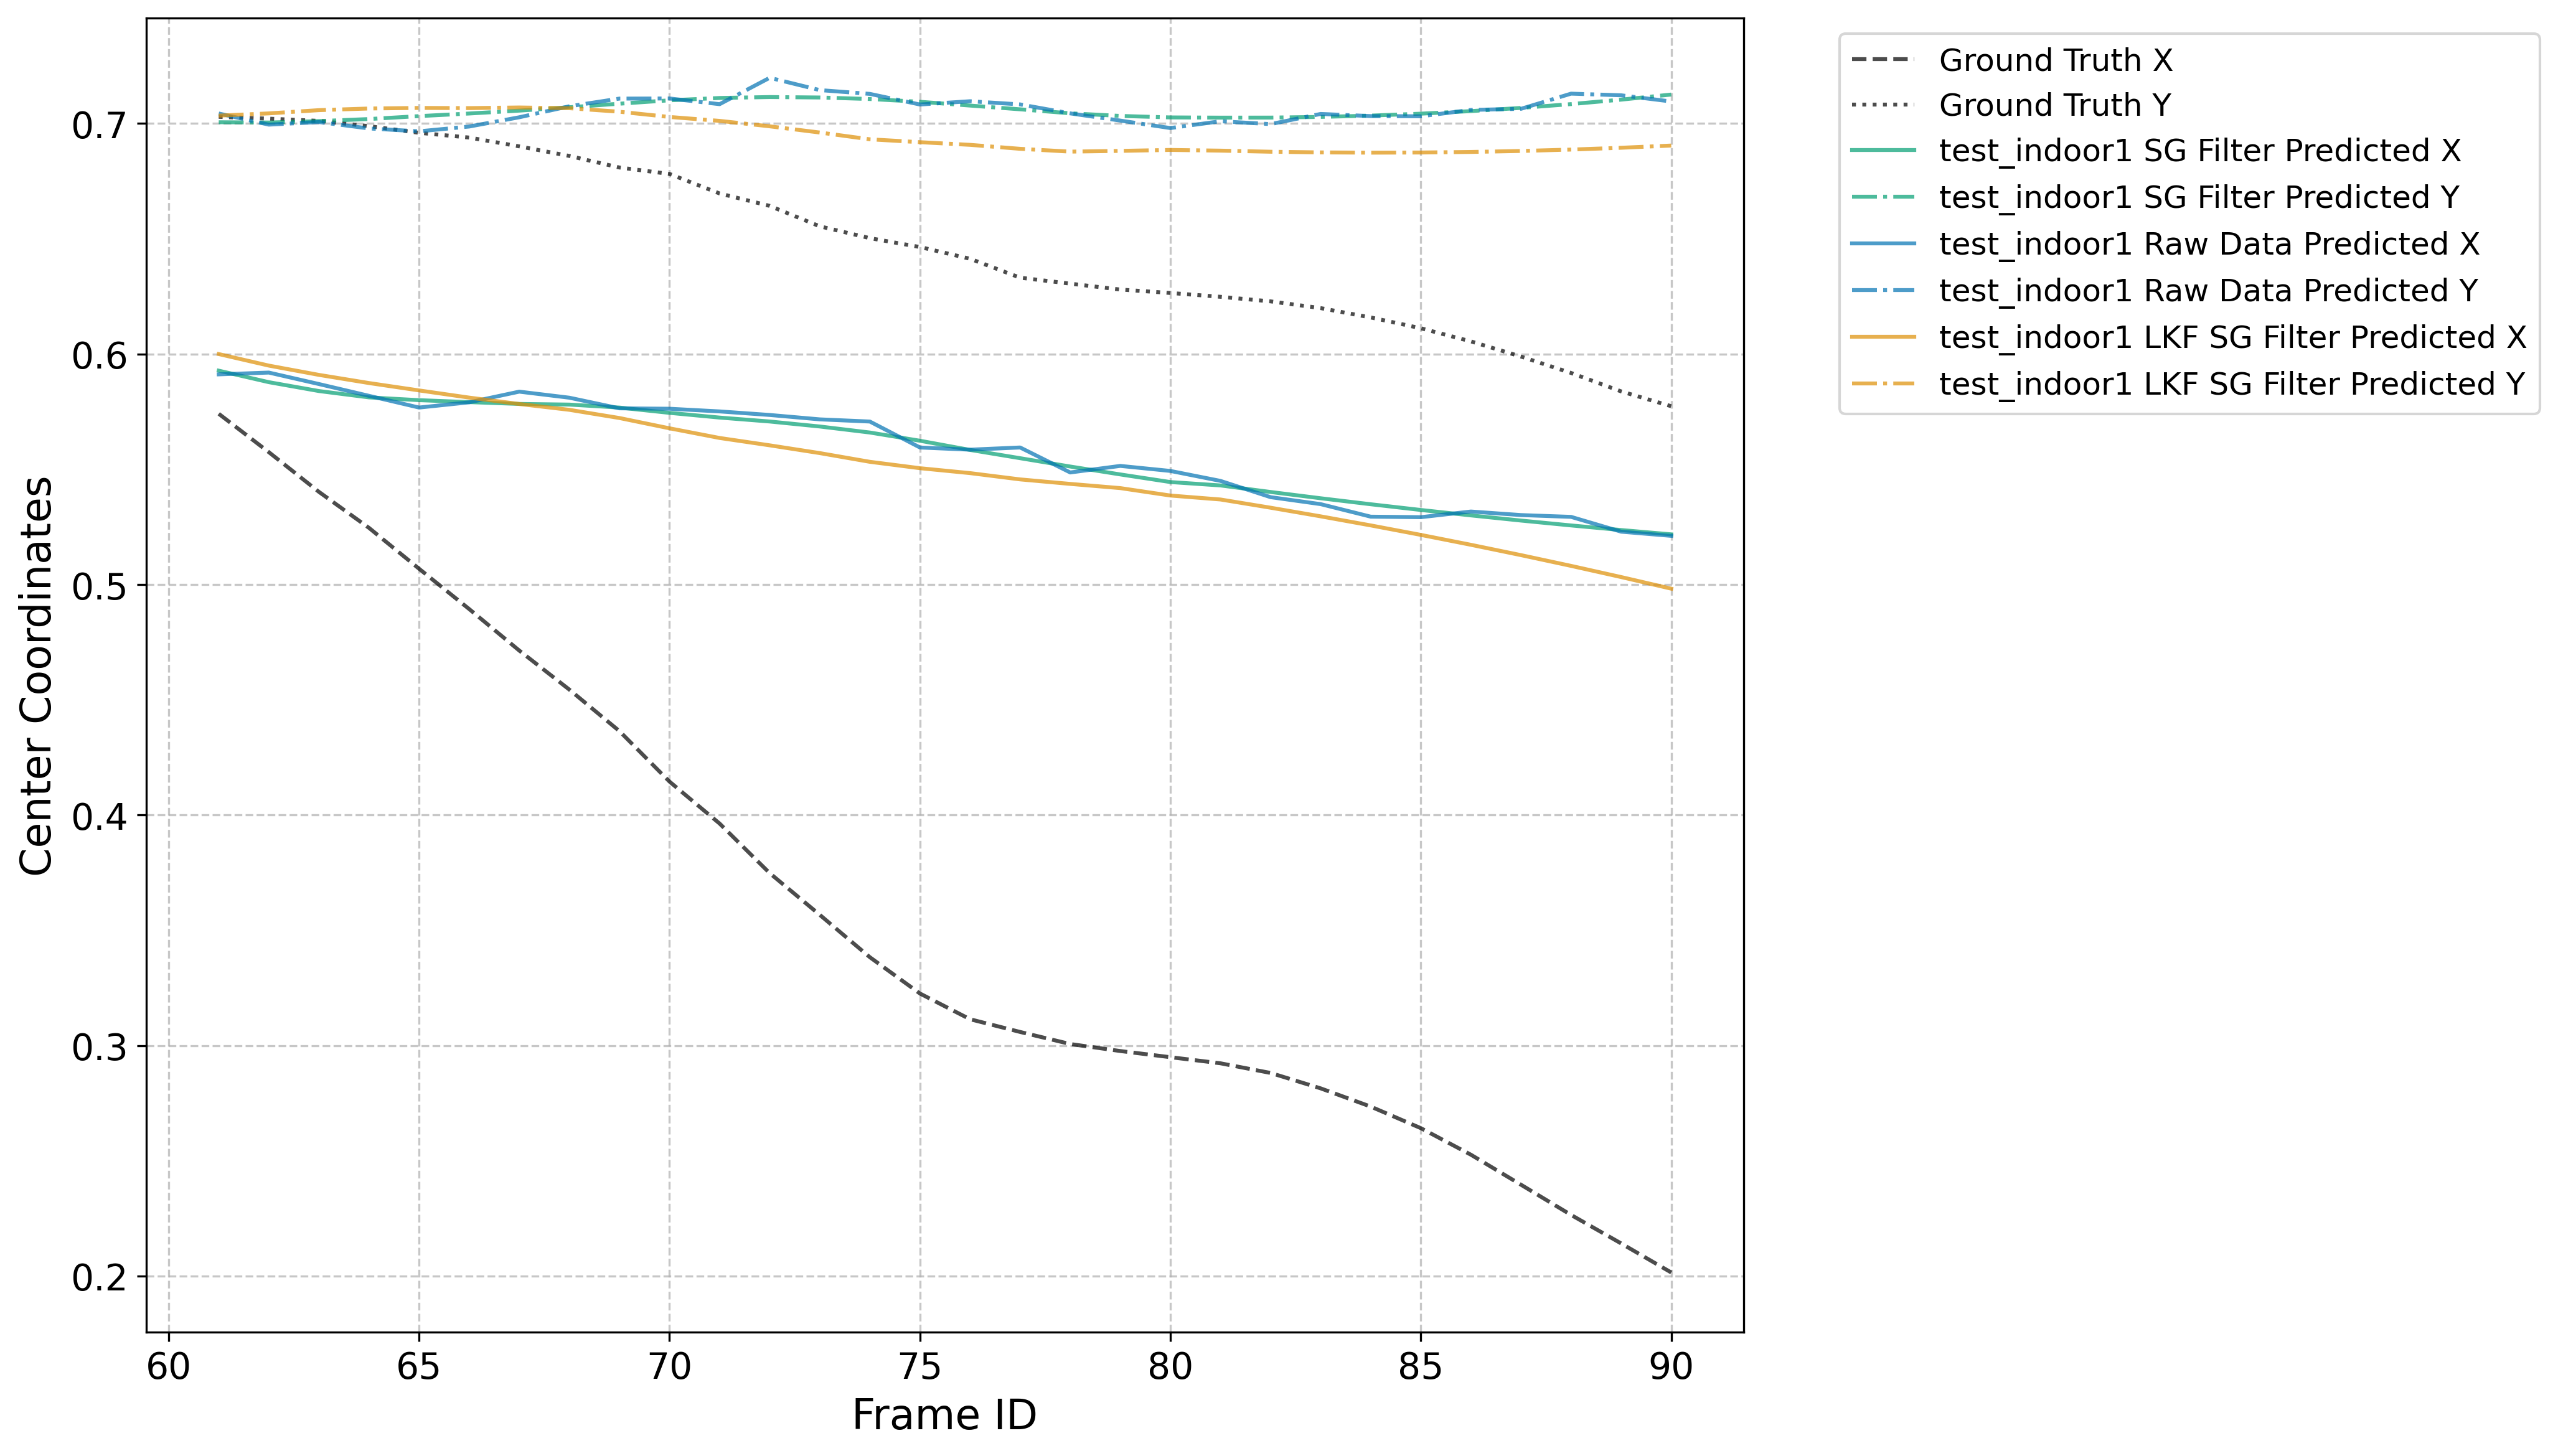 Center Coordinates
0.7
0.6
0.5
0.4
0.3
0.2
60 65 70 75 80 85 90
Frame ID
Ground Truth X
Ground Truth Y
test_indoor1 SG Filter Predicted X
test_indoor1 SG Filter Predicted Y
test_indoor1 Raw Data Predicted X
test_indoor1 Raw Data Predicted Y
test_indoor1 LKF SG Filter Predicted X
test_indoor1 LKF SG Filter Predicted Y